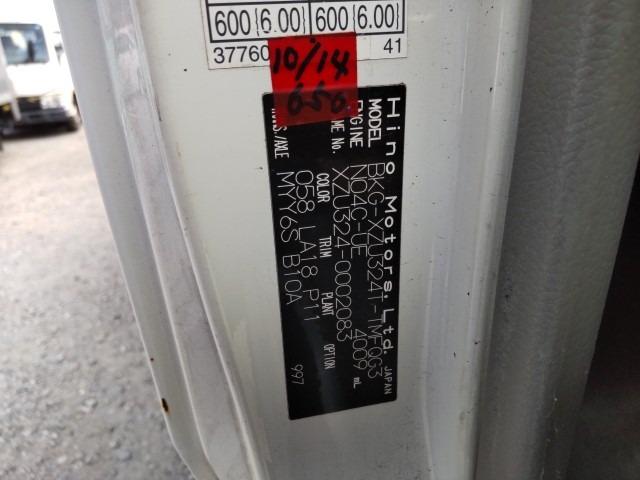 600 {6.00} 600 {6.00}
37760 41
10/14
650
Hino Motors, Ltd. JAPAN
MODEL BKG-XZU324T-TMFQG3
ENGINE N04C-UE 4009 mL
FRAME No. XZU324-0002083
COLOR TRIM PLANT OPTION
058 LA18 P11
TRANS/AXLE MYY6S B10A 997